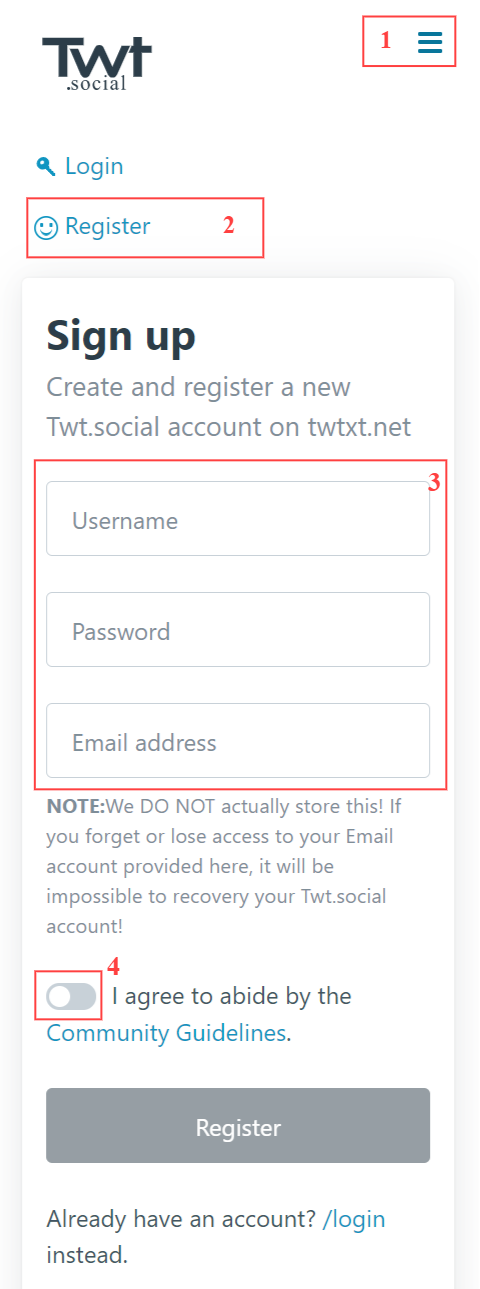 Twt
.social
1
Login
Register
2
Sign up
Create and register a new
Twt.social account on twtxt.net
3
Username
Password
Email address
NOTE:We DO NOT actually store this! If
you forget or lose access to your Email
account provided here, it will be
impossible to recovery your Twt.social
account!
4
I agree to abide by the
Community Guidelines.
Register
Already have an account? /login
instead.